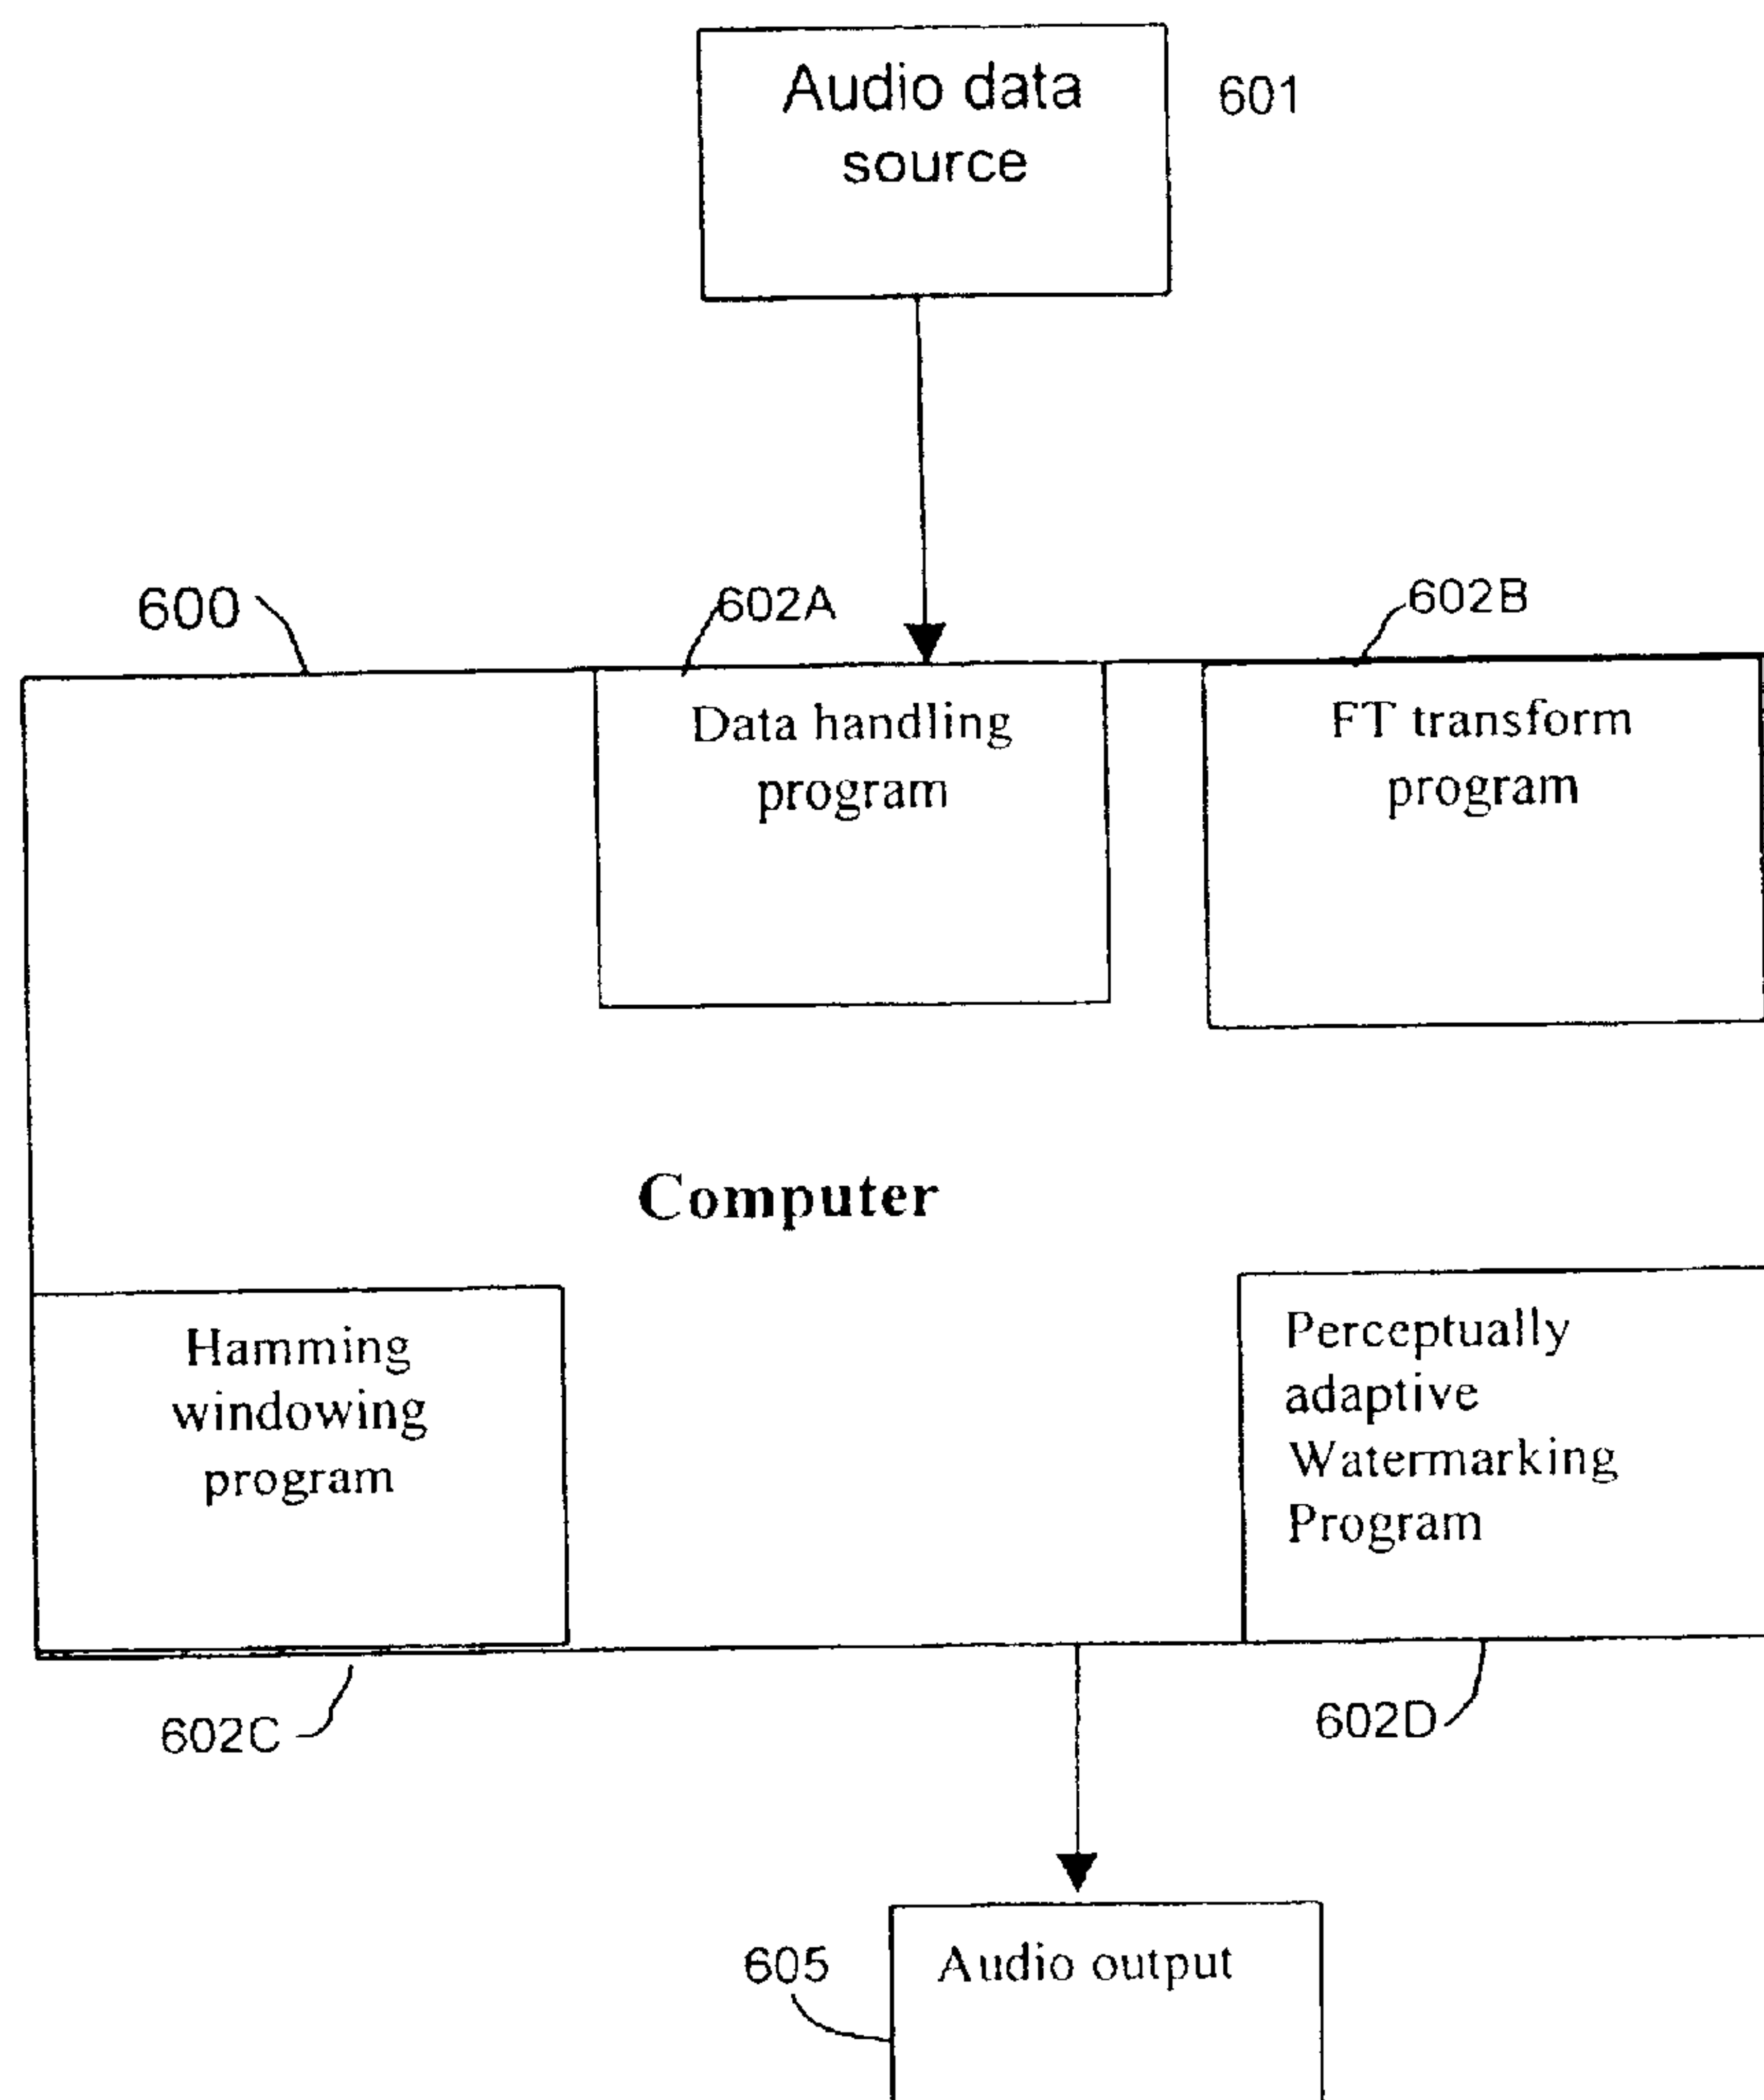 Audio data
source
601
600
602A
602B
Data handling
program
FT transform
program
Computer
Hamming
windowing
program
Perceptually
adaptive
Watermarking
Program
602C
602D
605
Audio output